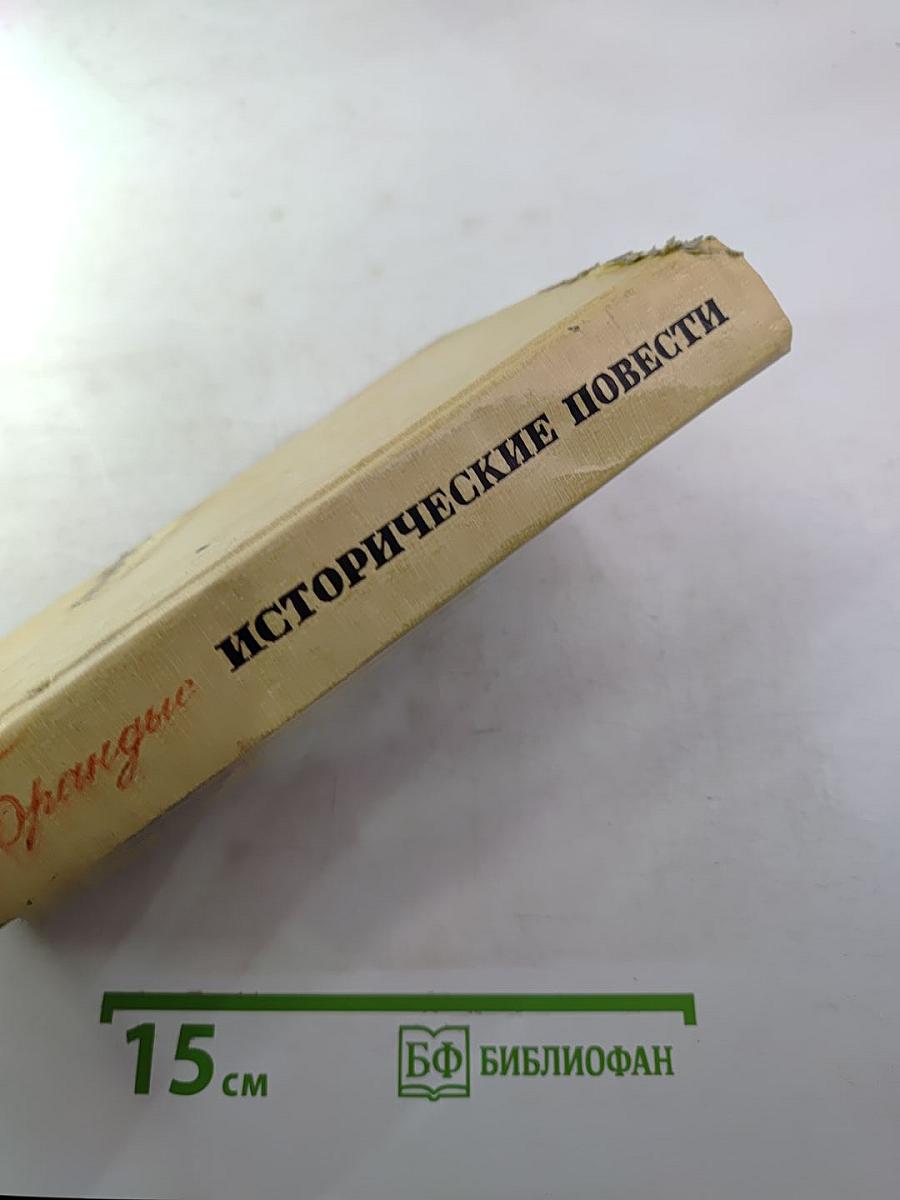 Брандыс ИСТОРИЧЕСКИЕ ПОВЕСТИ
15 см
БФ БИБЛИОФАН